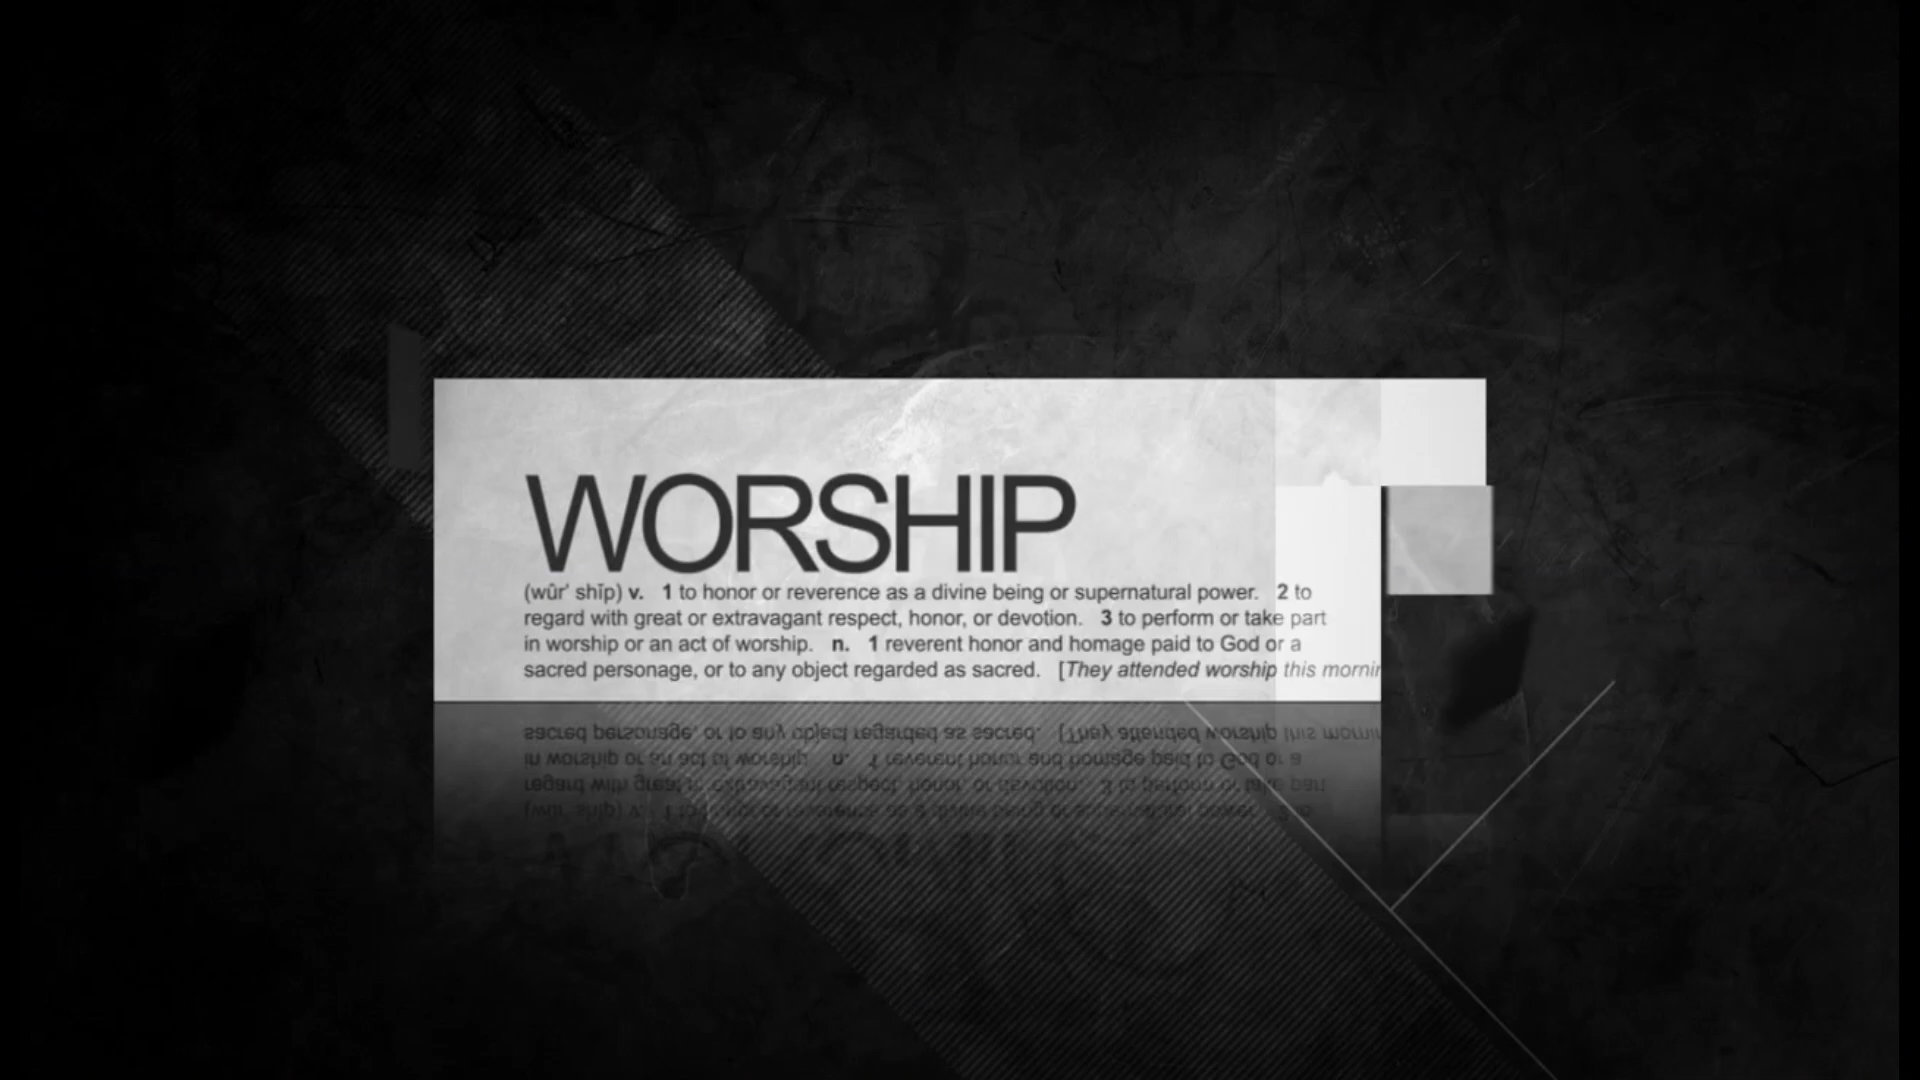 WORSHIP
(wûr′ shĭp) v. 1 to honor or reverence as a divine being or supernatural power. 2 to
regard with great or extravagant respect, honor, or devotion. 3 to perform or take part
in worship or an act of worship. n. 1 reverent honor and homage paid to God or a
sacred personage, or to any object regarded as sacred. [They attended worship this mornin